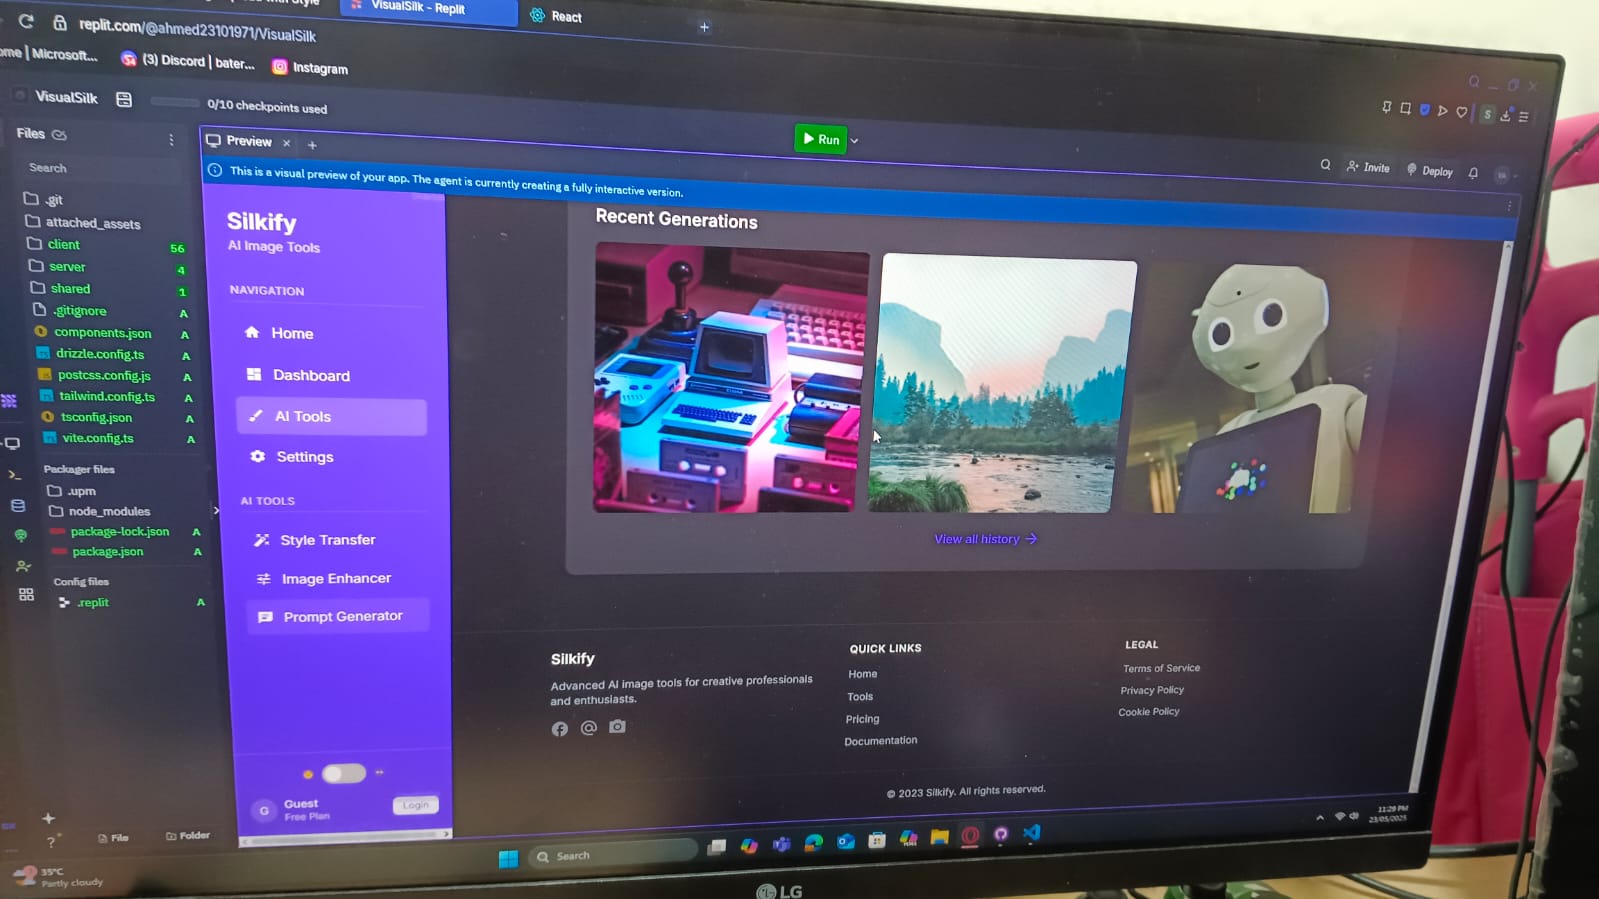 VisualSilk - Replit
React
replit.com/@ahmed23101971/VisualSilk
ome | Microsoft...
(3) Discord | bater...
Instagram
VisualSilk
0/10 checkpoints used
Run
Invite
Deploy
Files
Preview
Search
This is a visual preview of your app. The agent is currently creating a fully interactive version.
.git
attached_assets
client 56
server 4
shared 1
.gitignore A
components.json A
drizzle.config.ts A
postcss.config.js A
tailwind.config.ts A
tsconfig.json A
vite.config.ts A
Packager files
.upm
node_modules
package-lock.json A
package.json A
Config files
.replit A
File
Folder
Silkify
AI Image Tools
NAVIGATION
Home
Dashboard
AI Tools
Settings
AI TOOLS
Style Transfer
Image Enhancer
Prompt Generator
G
Guest
Free Plan
Login
Recent Generations
View all history
Silkify
Advanced AI image tools for creative professionals
and enthusiasts.
QUICK LINKS
Home
Tools
Pricing
Documentation
LEGAL
Terms of Service
Privacy Policy
Cookie Policy
© 2023 Silkify. All rights reserved.
35°C
Partly cloudy
Search
11:29 PM
23/05/2025
LG